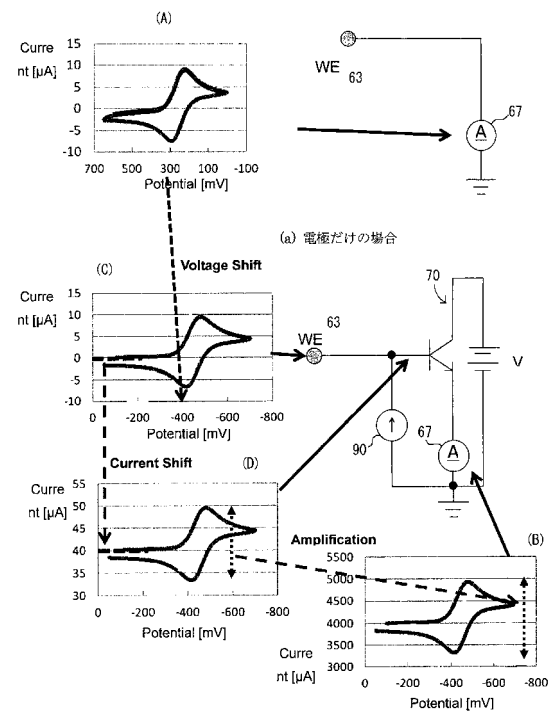 (A)
Curre
nt [μA]
15
10
5
0
-5
-10
700 500 300 100 -100
Potential [mV]
WE 63
A
67
(a) 電極だけの場合
(C)
Voltage Shift
Curre
nt [μA]
15
10
5
0
-5
-10
0 -200 -400 -600 -800
Potential [mV]
WE 63
70
V
90
67
A
Current Shift
(D)
Curre
nt [μA]
55
50
45
40
35
30
0 -200 -400 -600 -800
Potential [mV]
Amplification
(B)
5500
5000
4500
4000
3500
3000
Curre
nt [μA]
0 -200 -400 -600 -800
Potential [mV]